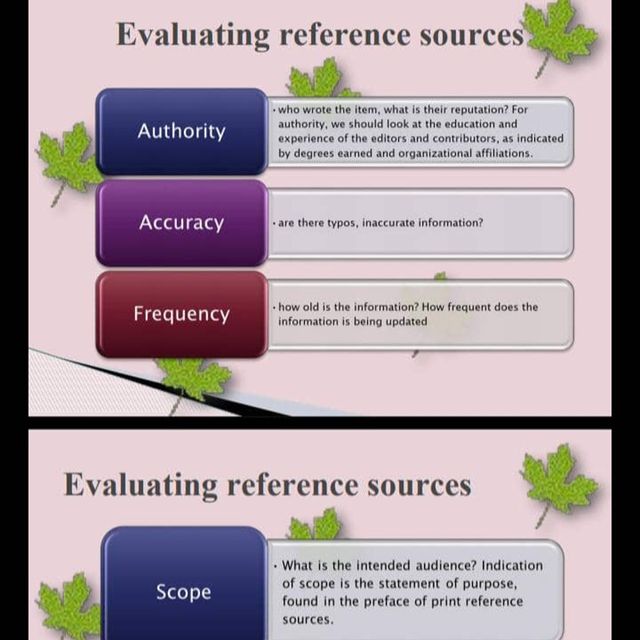 Evaluating reference sources
Authority
• who wrote the item, what is their reputation? For
authority, we should look at the education and
experience of the editors and contributors, as indicated
by degrees earned and organizational affiliations.
Accuracy
• are there typos, inaccurate information?
Frequency
• how old is the information? How frequent does the
information is being updated
Evaluating reference sources
Scope
• What is the intended audience? Indication
of scope is the statement of purpose,
found in the preface of print reference
sources.